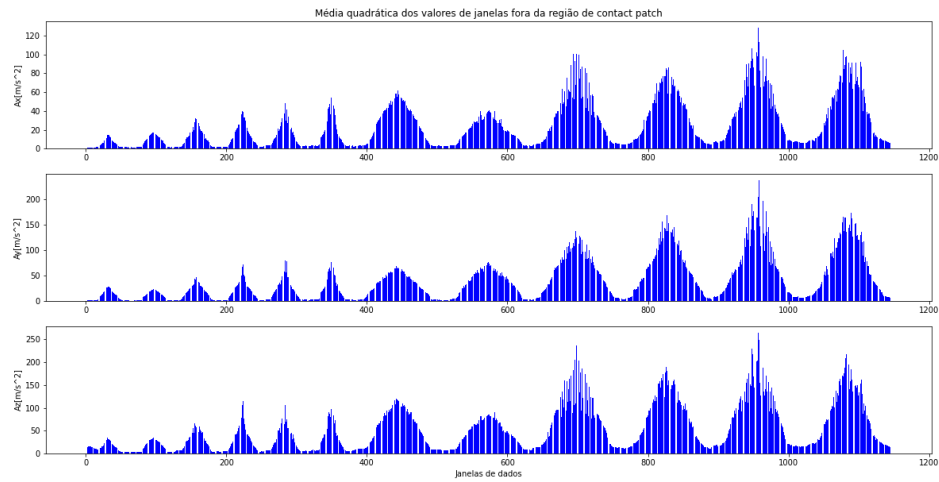 Média quadrática dos valores de janelas fora da região de contact patch
Ax[m/s^2]
120
100
80
60
40
20
0
0 200 400 600 800 1000 1200
Ay[m/s^2]
200
150
100
50
0
0 200 400 600 800 1000 1200
Az[m/s^2]
250
200
150
100
50
0
0 200 400 600 800 1000 1200
Janelas de dados